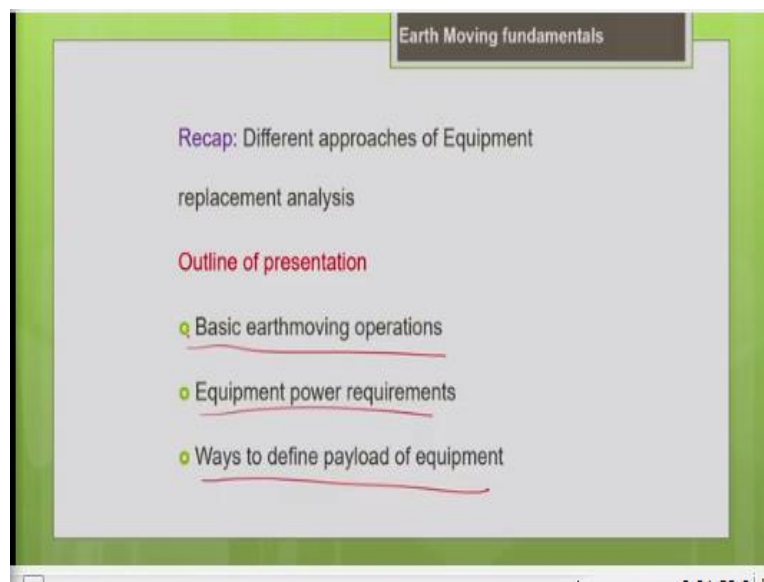 Earth Moving fundamentals
Recap: Different approaches of Equipment
replacement analysis
Outline of presentation
Basic earthmoving operations
Equipment power requirements
Ways to define payload of equipment